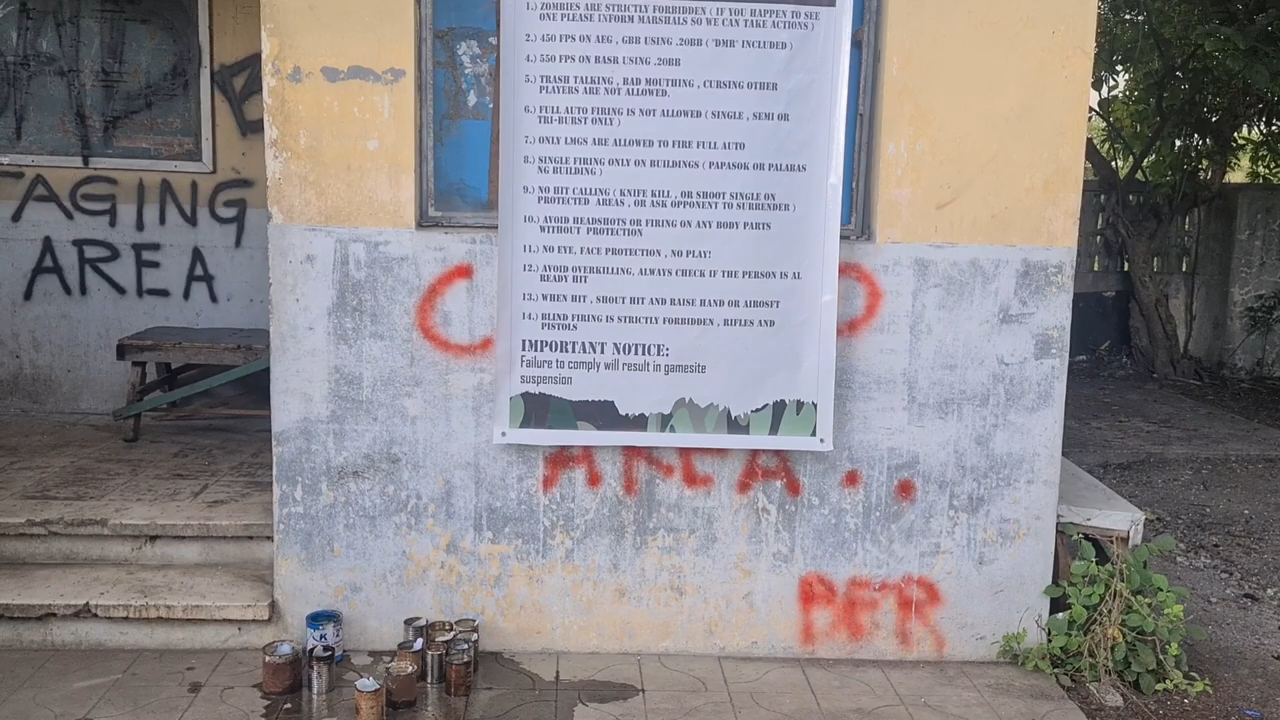 1.) ZOMBIES ARE STRICTLY FORBIDDEN ( IF YOU HAPPEN TO SEE
ONE PLEASE INFORM MARSHALS SO WE CAN TAKE ACTIONS )
2.) 450 FPS ON AEG , GBR USING .20BB ( "DMR" INCLUDED )
4.) 550 FPS ON BASR USING .20BB
5.) TRASH TALKING , BAD MOUTHING , CURSING OTHER
PLAYERS ARE NOT ALLOWED.
6.) FULL AUTO FIRING IS NOT ALLOWED ( SINGLE , SEMI OR
TRI-BURST ONLY )
7.) ONLY LMGS ARE ALLOWED TO FIRE FULL AUTO
8.) SINGLE FIRING ONLY ON BUILDINGS ( PAPASOK OR PALABAS
NG BUILDING )
9.) NO HIT CALLING ( KNIFE KILL , OR SHOOT SINGLE ON
PROTECTED AREAS , OR ASK OPPONENT TO SURRENDER )
10.) AVOID HEADSHOTS OR FIRING ON ANY BODY PARTS
WITHOUT PROTECTION
11.) NO EYE, FACE PROTECTION , NO PLAY!
12.) AVOID OVERKILLING, ALWAYS CHECK IF THE PERSON IS AL
READY HIT
13.) WHEN HIT , SHOUT HIT AND RAISE HAND OR AIROSFT
14.) BLIND FIRING IS STRICTLY FORBIDDEN , RIFLES AND
PISTOLS
IMPORTANT NOTICE:
Failure to comply will result in gamesite
suspension
TAGING
AREA
AREA . .
BFR